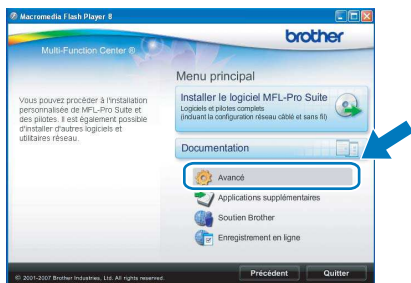 Macromedia Flash Player 8
brother
Multi-Function Center ®
Menu principal
Vous pouvez procéder à l'installation
personnalisée de MFL-Pro Suite et
des pilotes. Il est également possible
d'installer d'autres logiciels et
utilitaires réseau.
Installer le logiciel MFL-Pro Suite
Logiciels et pilotes complets
(incluant la configuration réseau câblé et sans fil)
Documentation
Avancé
Applications supplémentaires
Soutien Brother
Enregistrement en ligne
© 2001-2007 Brother Industries, Ltd. All rights reserved.
Précédent
Quitter